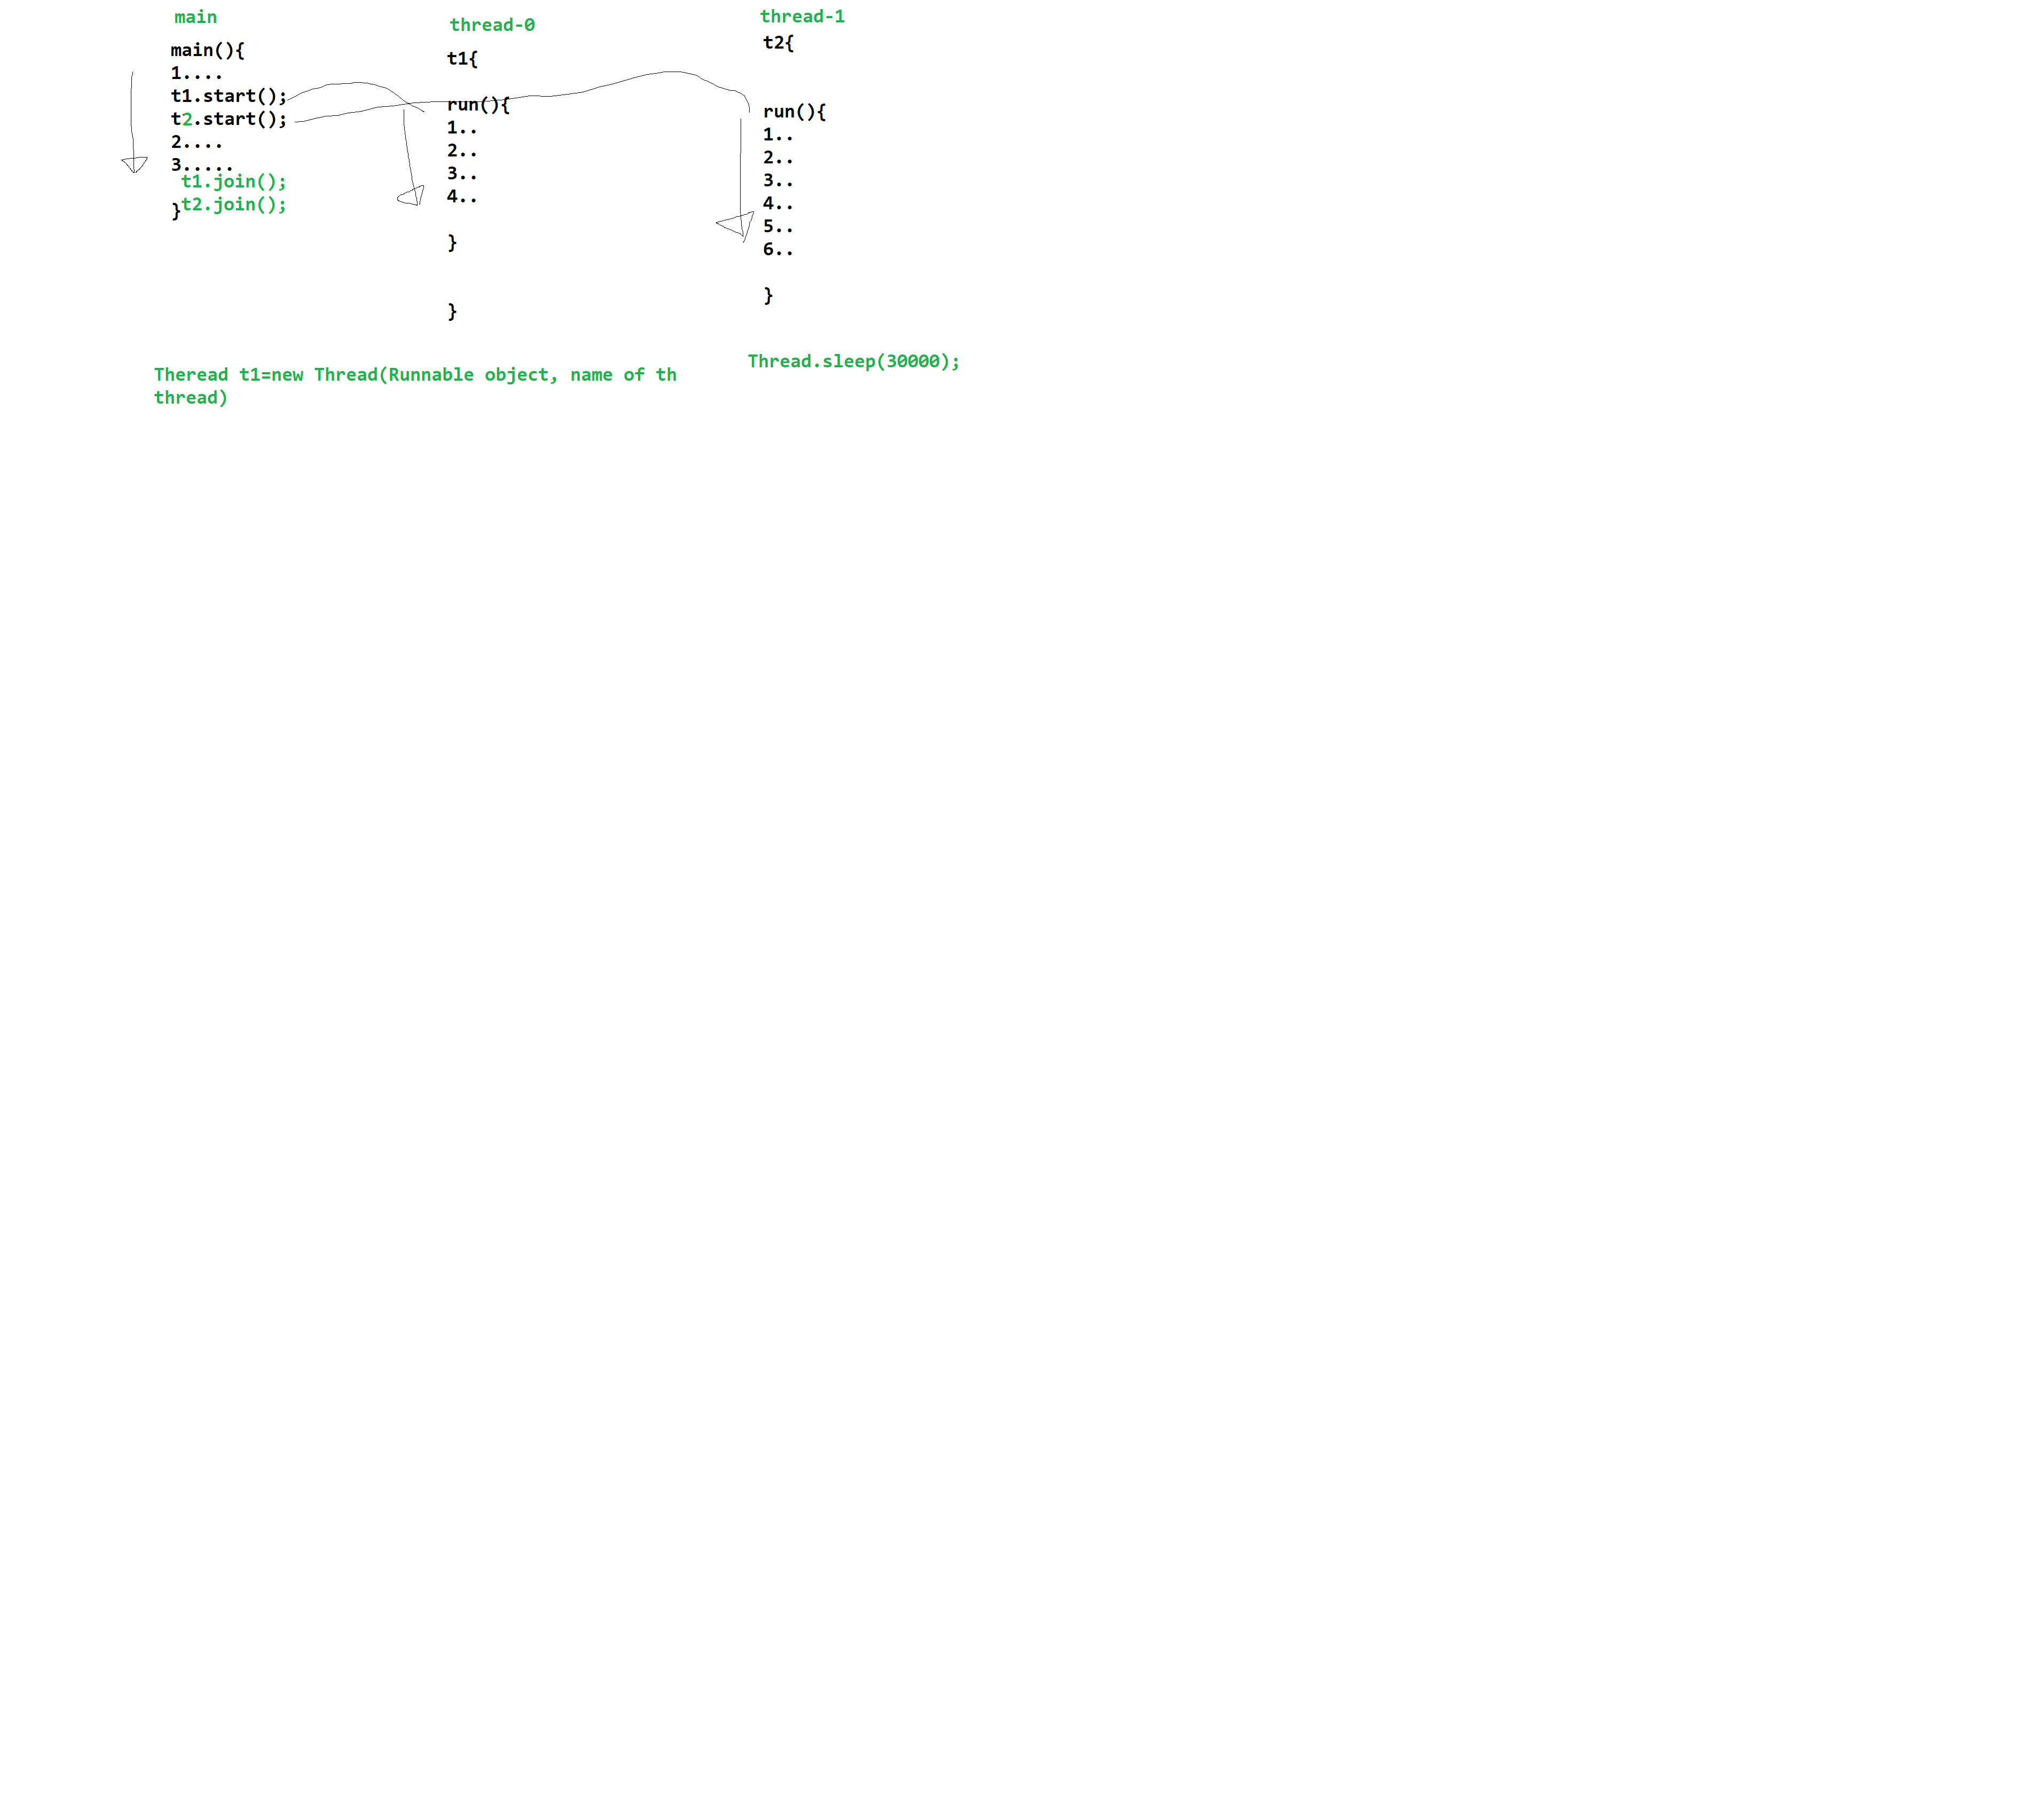 main
main(){
1....
t1.start();
t2.start();
2....
3.....
t1.join();
}t2.join();
thread-0
t1{
run(){
1..
2..
3..
4..
}
}
thread-1
t2{
run(){
1..
2..
3..
4..
5..
6..
}
Thread.sleep(30000);
Theread t1=new Thread(Runnable object, name of th
thread)